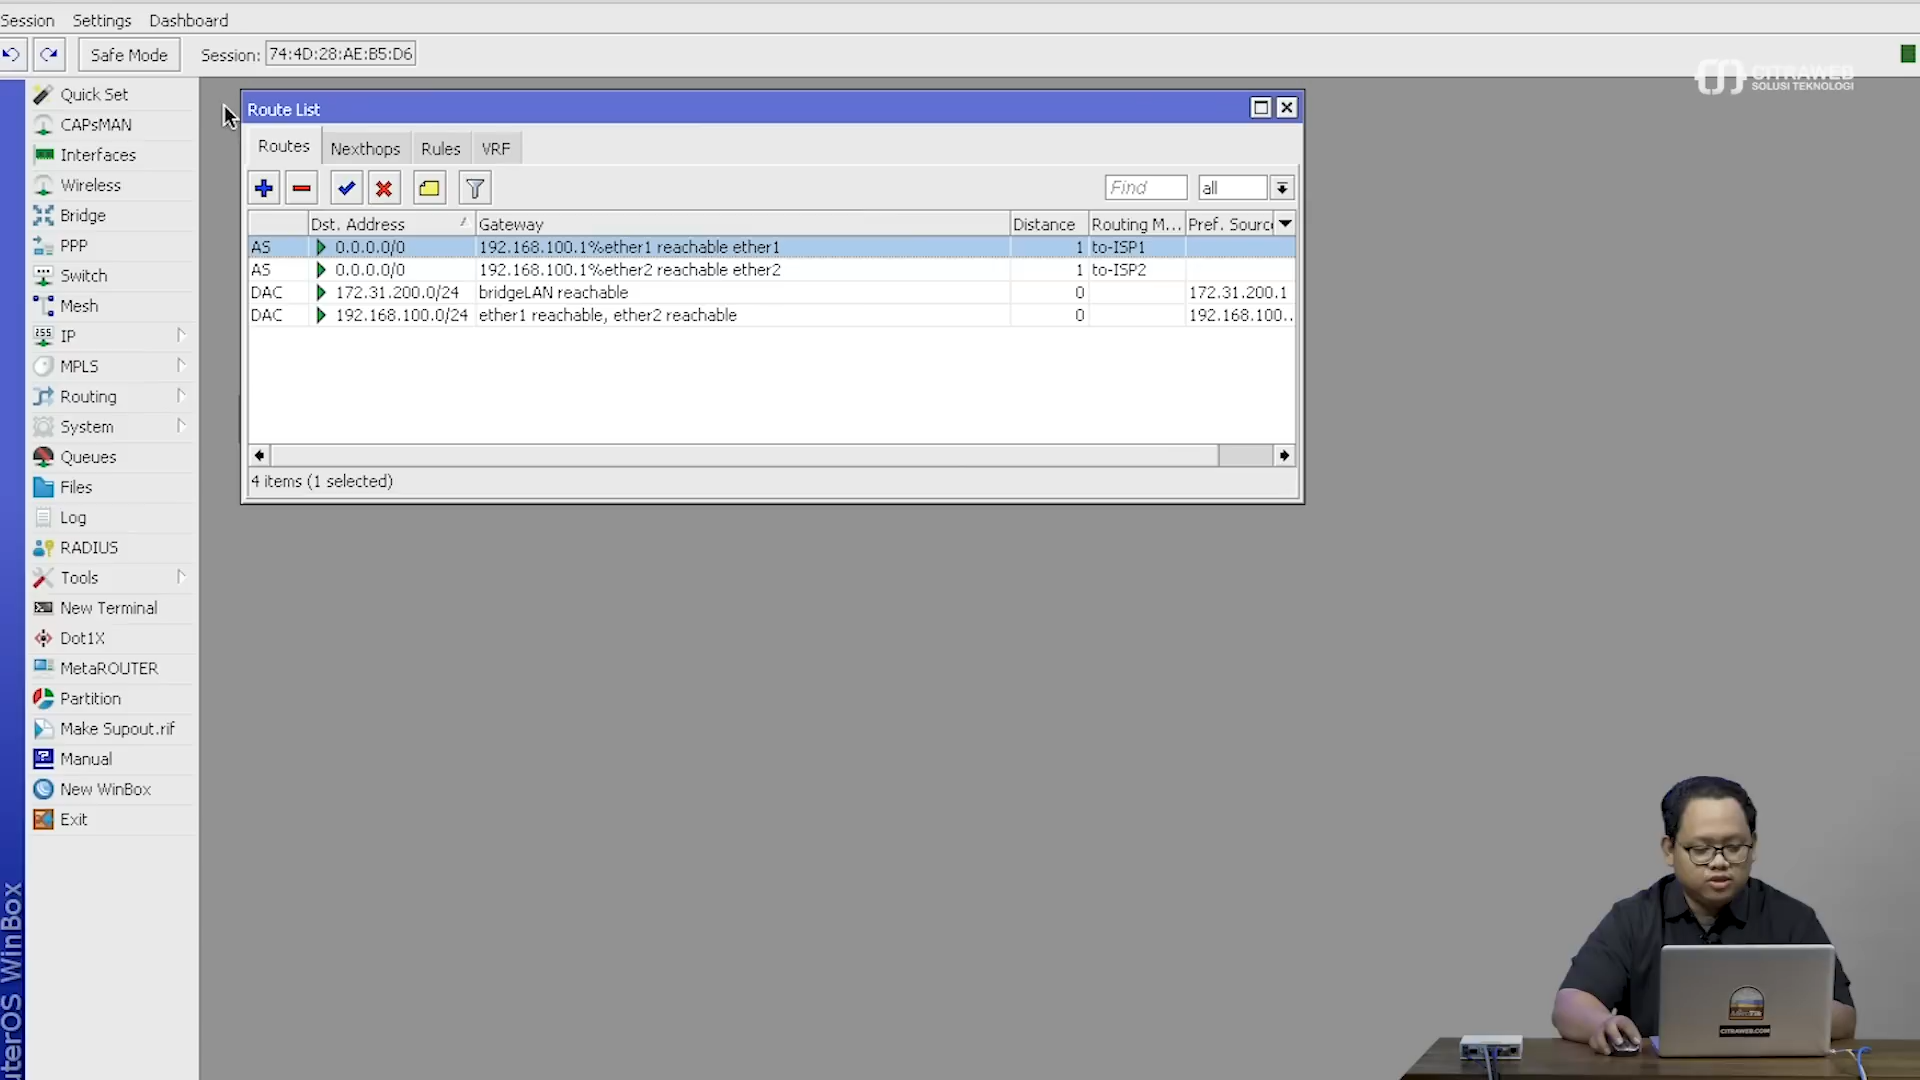 Session Settings Dashboard
Safe Mode Session: 74:4D:28:AE:B5:D6
CITRAWEB
SOLUSI TEKNOLOGI
Quick Set
CAPsMAN
Interfaces
Wireless
Bridge
PPP
Switch
Mesh
IP
MPLS
Routing
System
Queues
Files
Log
RADIUS
Tools
New Terminal
Dot1X
MetaROUTER
Partition
Make Supout.rif
Manual
New WinBox
Exit
uterOS WinBox
Route List
Routes Nexthops Rules VRF
Find all
Dst. Address Gateway Distance Routing M... Pref. Sourc
AS 0.0.0.0/0 192.168.100.1%ether1 reachable ether1 1 to-ISP1
AS 0.0.0.0/0 192.168.100.1%ether2 reachable ether2 1 to-ISP2
DAC 172.31.200.0/24 bridgeLAN reachable 0 172.31.200.1
DAC 192.168.100.0/24 ether1 reachable, ether2 reachable 0 192.168.100..
4 items (1 selected)
MikroTik
CITRAWEB.COM